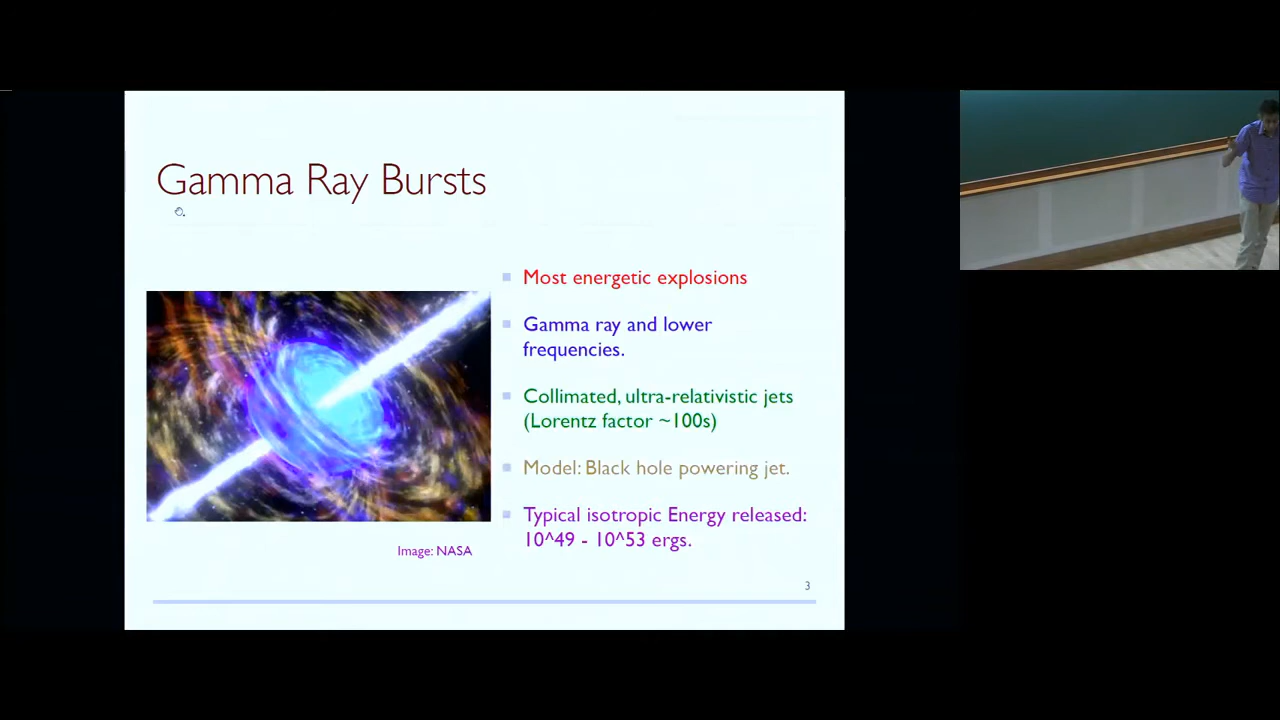 Gamma Ray Bursts
Most energetic explosions
Gamma ray and lower
frequencies.
Collimated, ultra-relativistic jets
(Lorentz factor ~100s)
Model: Black hole powering jet.
Typical isotropic Energy released:
10^49 - 10^53 ergs.
Image: NASA
3